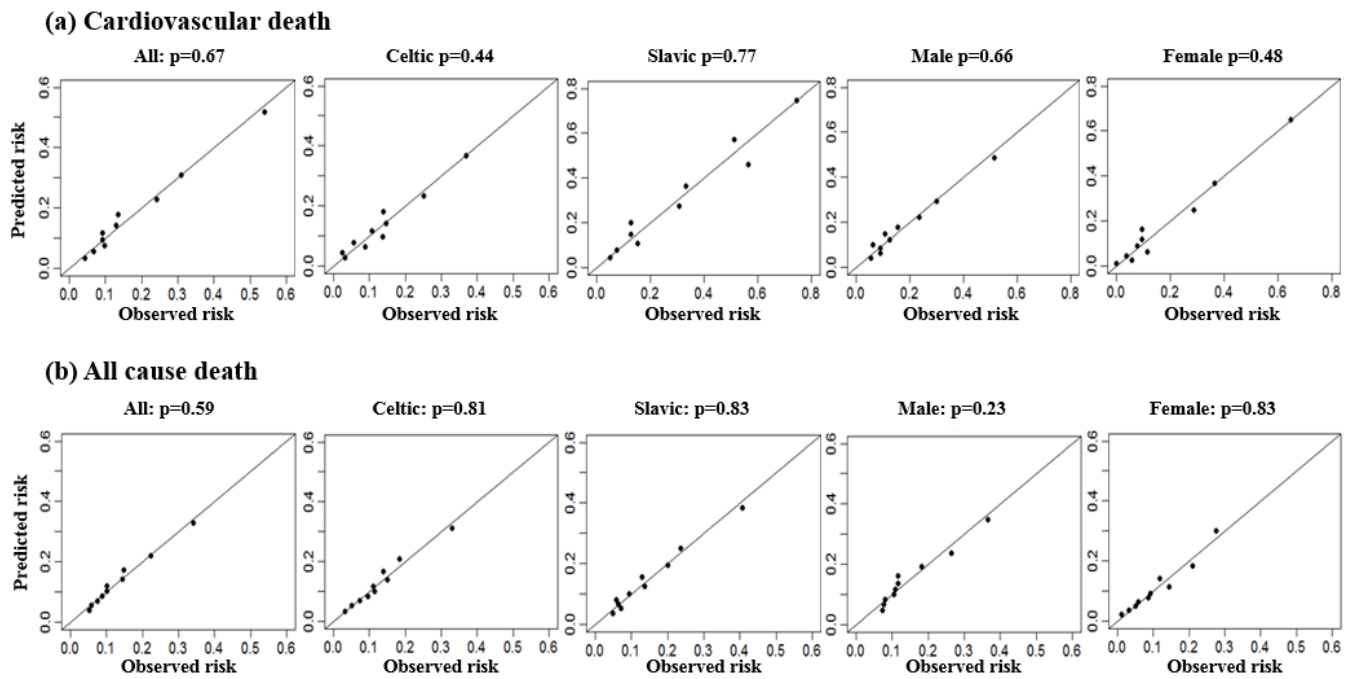 (a) Cardiovascular death
All: p=0.67 Celtic p=0.44 Slavic p=0.77 Male p=0.66 Female p=0.48
Predicted risk
0.6 0.6 0.8 0.8 0.8
0.4 0.4 0.6 0.6 0.6
0.2 0.2 0.4 0.4 0.4
0.0 0.0 0.2 0.2 0.2
0.0 0.0 0.0
0.0 0.1 0.2 0.3 0.4 0.5 0.6 0.0 0.1 0.2 0.3 0.4 0.5 0.6 0.0 0.2 0.4 0.6 0.8 0.0 0.2 0.4 0.6 0.8 0.0 0.2 0.4 0.6 0.8
Observed risk Observed risk Observed risk Observed risk Observed risk
(b) All cause death
All: p=0.59 Celtic: p=0.81 Slavic: p=0.83 Male: p=0.23 Female: p=0.83
Predicted risk
0.6 0.6 0.6 0.6 0.6
0.4 0.4 0.4 0.4 0.4
0.2 0.2 0.2 0.2 0.2
0.0 0.0 0.0 0.0 0.0
0.0 0.1 0.2 0.3 0.4 0.5 0.6 0.0 0.1 0.2 0.3 0.4 0.5 0.6 0.0 0.1 0.2 0.3 0.4 0.5 0.6 0.0 0.1 0.2 0.3 0.4 0.5 0.6 0.0 0.1 0.2 0.3 0.4 0.5 0.6
Observed risk Observed risk Observed risk Observed risk Observed risk